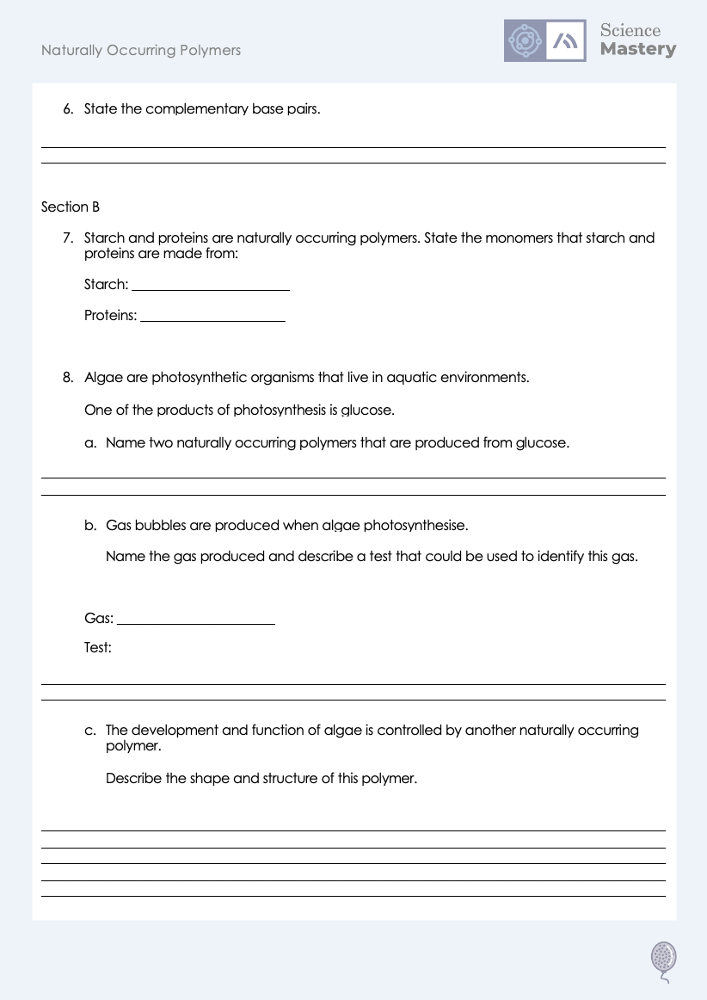 Naturally Occurring Polymers
Science
Mastery
6. State the complementary base pairs.
Section B
7. Starch and proteins are naturally occurring polymers. State the monomers that starch and
proteins are made from:
Starch: ______________________
Proteins: ____________________
8. Algae are photosynthetic organisms that live in aquatic environments.
One of the products of photosynthesis is glucose.
a. Name two naturally occurring polymers that are produced from glucose.
b. Gas bubbles are produced when algae photosynthesise.
Name the gas produced and describe a test that could be used to identify this gas.
Gas: ______________________
Test:
c. The development and function of algae is controlled by another naturally occurring
polymer.
Describe the shape and structure of this polymer.